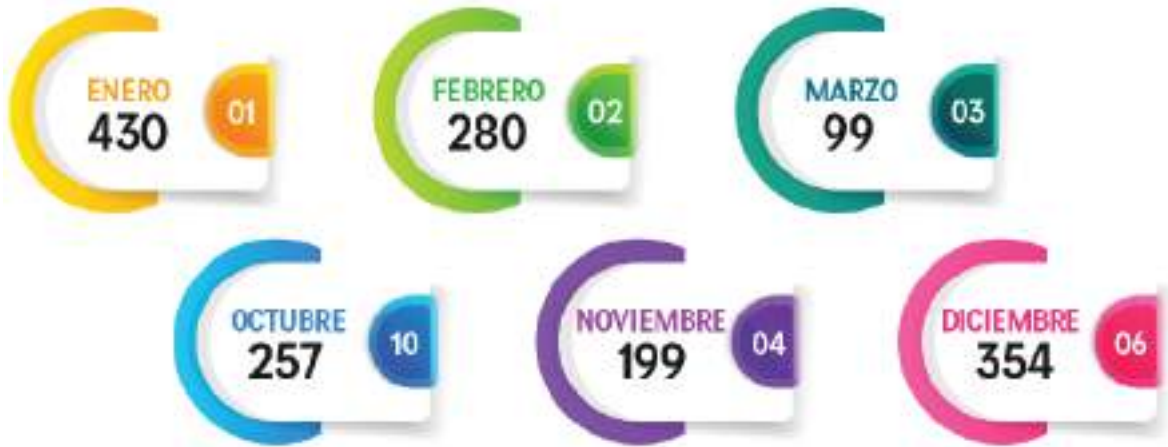 ENERO
430
01
FEBRERO
280
02
MARZO
99
03
OCTUBRE
257
10
NOVIEMBRE
199
04
DICIEMBRE
354
06